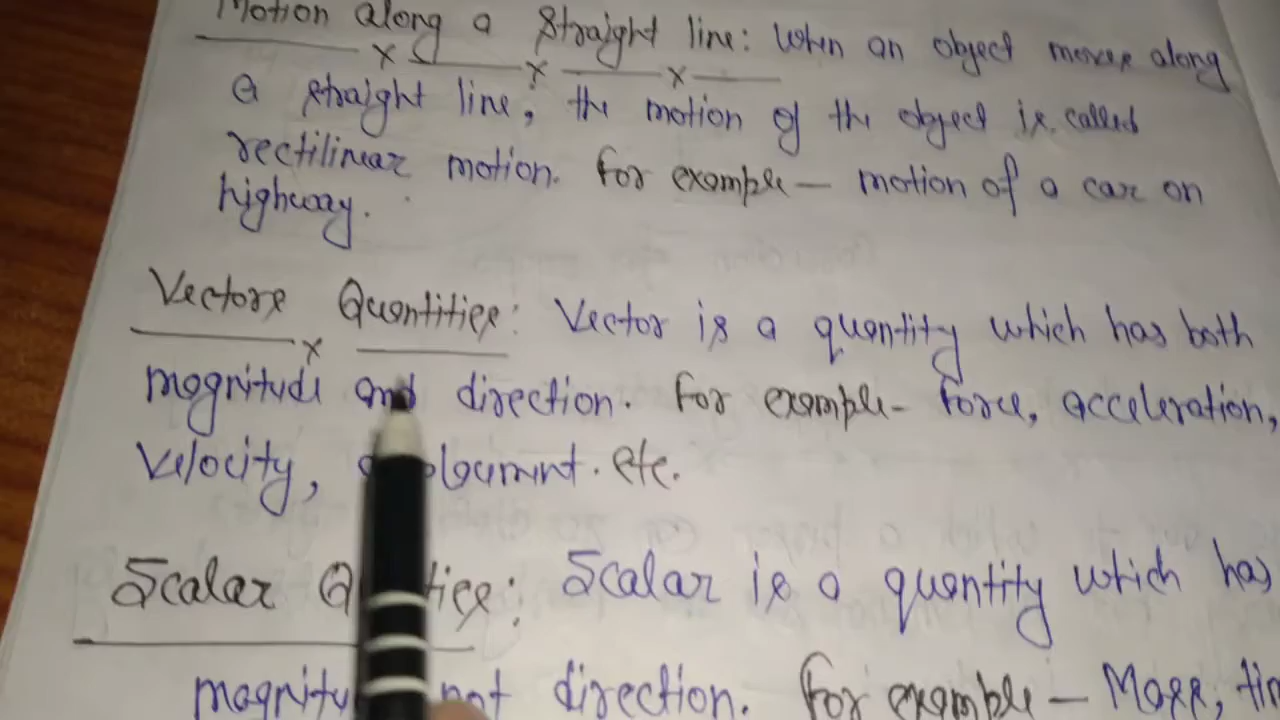 Motion along a straight line: When an object moves along
a straight line, the motion of the object is called
rectilinear motion. For example – motion of a car on
highway.
Vectors Quantities: Vector is a quantity which has both
magnitude and direction. For example – force, acceleration,
velocity, etc.
Scalar : Scalar is a quantity which has
not direction. For example – Mass,